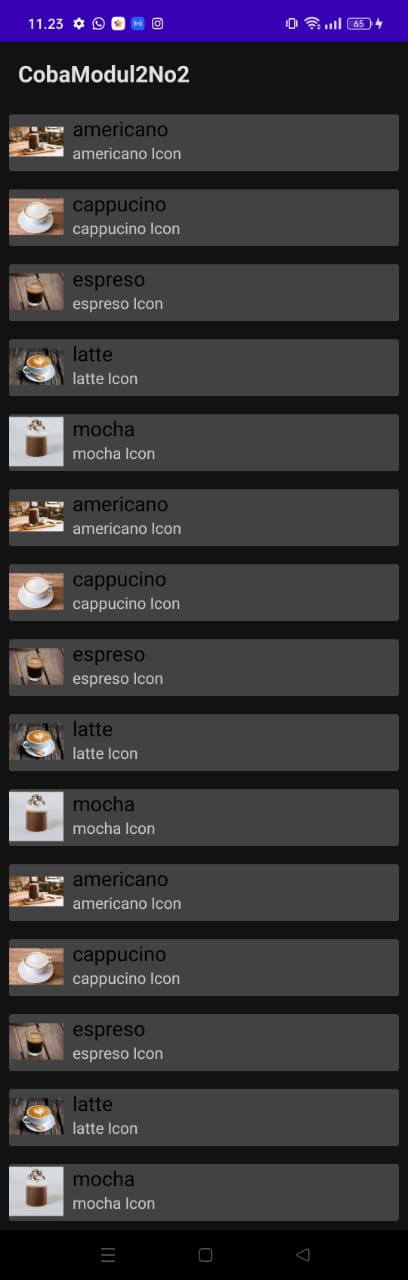 11.23
65
CobaModul2No2
americano
americano Icon
cappucino
cappucino Icon
espreso
espreso Icon
latte
latte Icon
mocha
mocha Icon
americano
americano Icon
cappucino
cappucino Icon
espreso
espreso Icon
latte
latte Icon
mocha
mocha Icon
americano
americano Icon
cappucino
cappucino Icon
espreso
espreso Icon
latte
latte Icon
mocha
mocha Icon